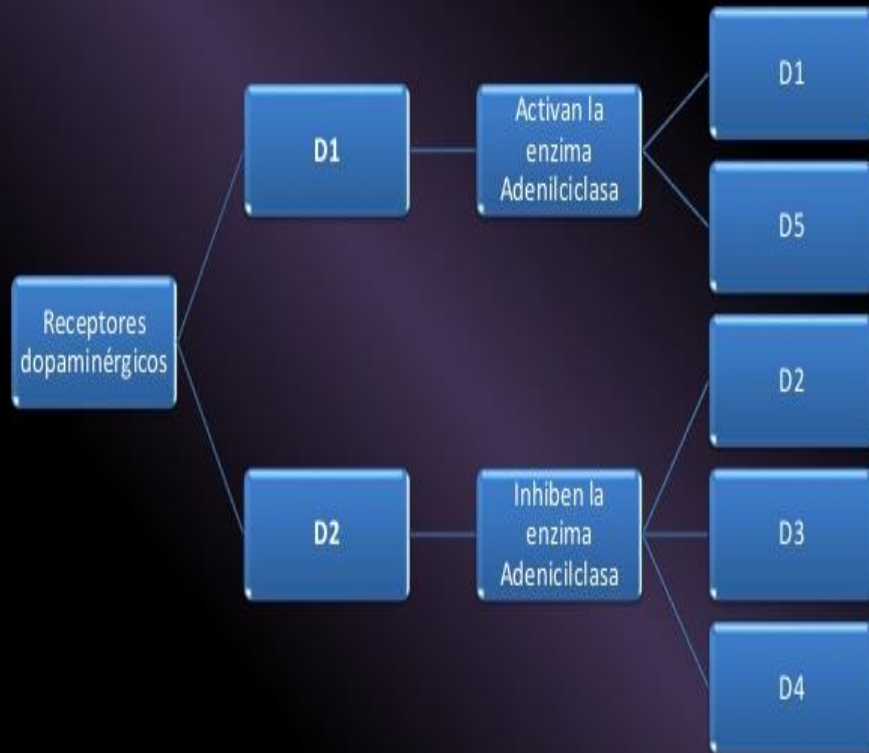 Receptores
dopaminérgicos
D1
Activan la
enzima
Adenilciclasa
D1
D5
D2
Inhiben la
enzima
Adenicilclasa
D2
D3
D4